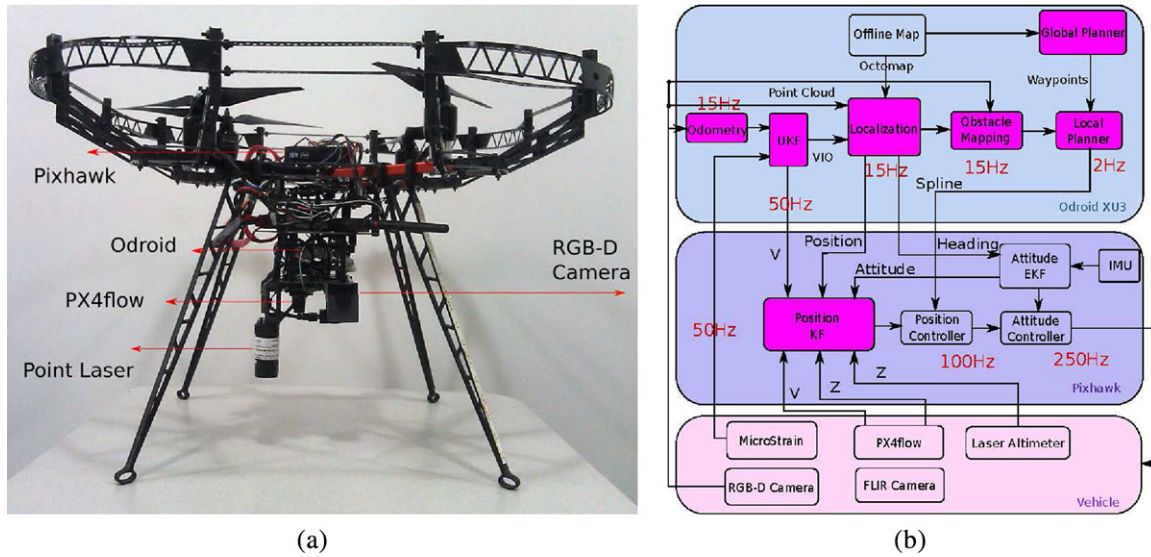 Pixhawk
Odroid
PX4flow
Point Laser
RGB-D
Camera
(a)
Offline Map
Global Planner
Octomap
Waypoints
Point Cloud
15Hz
Odometry
UKF
VIO
Localization
Obstacle
Mapping
Local
Planner
50Hz
15Hz
15Hz
2Hz
Spline
Odroid XU3
V
Position
Heading
Attitude
Attitude
EKF
IMU
50Hz
Position
KF
Position
Controller
Attitude
Controller
100Hz
250Hz
Pixhawk
V
Z
Z
MicroStrain
PX4flow
Laser Altimeter
RGB-D Camera
FLIR Camera
Vehicle
(b)